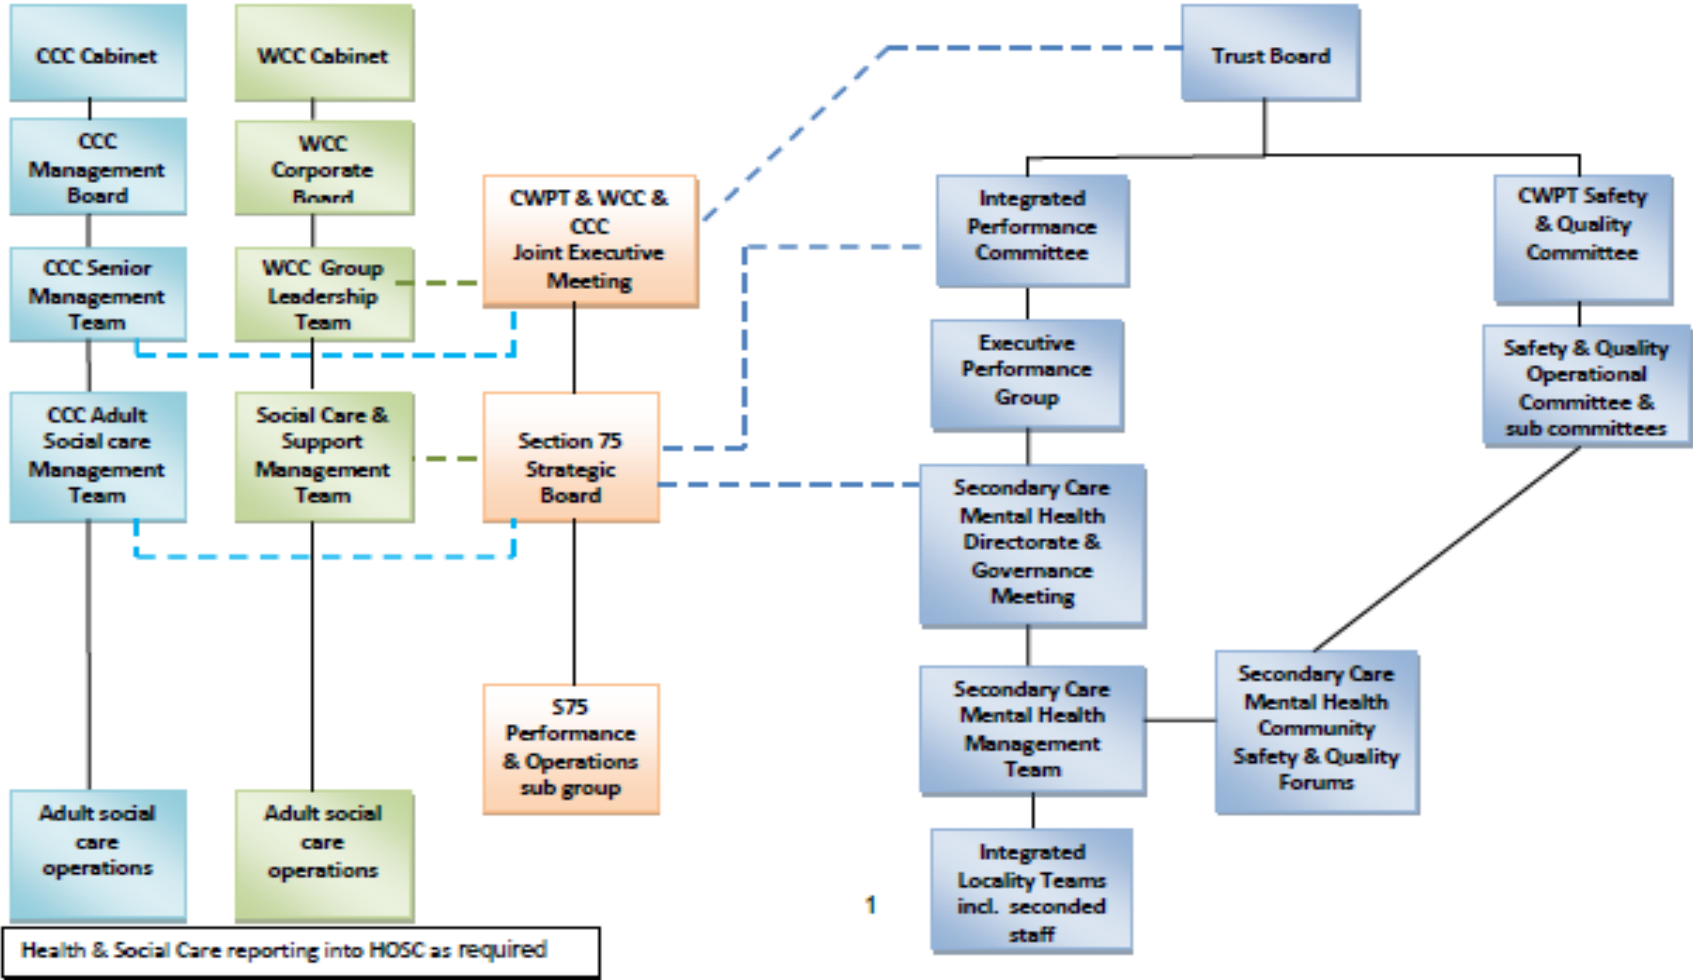 CCC Cabinet
CCC
Management
Board
CCC Senior
Management
Team
CCC Adult
Social care
Management
Team
Adult social
care
operations
WCC Cabinet
WCC
Corporate
Board
WCC Group
Leadership
Team
Social Care &
Support
Management
Team
Adult social
care
operations
CWPT & WCC &
CCC
Joint Executive
Meeting
Section 75
Strategic
Board
S75
Performance
& Operations
sub group
Trust Board
Integrated
Performance
Committee
Executive
Performance
Group
Secondary Care
Mental Health
Directorate &
Governance
Meeting
Secondary Care
Mental Health
Management
Team
Integrated
Locality Teams
incl. seconded
staff
CWPT Safety
& Quality
Committee
Safety & Quality
Operational
Committee &
sub committees
Secondary Care
Mental Health
Community
Safety & Quality
Forums
1
Health & Social Care reporting into HOSC as required